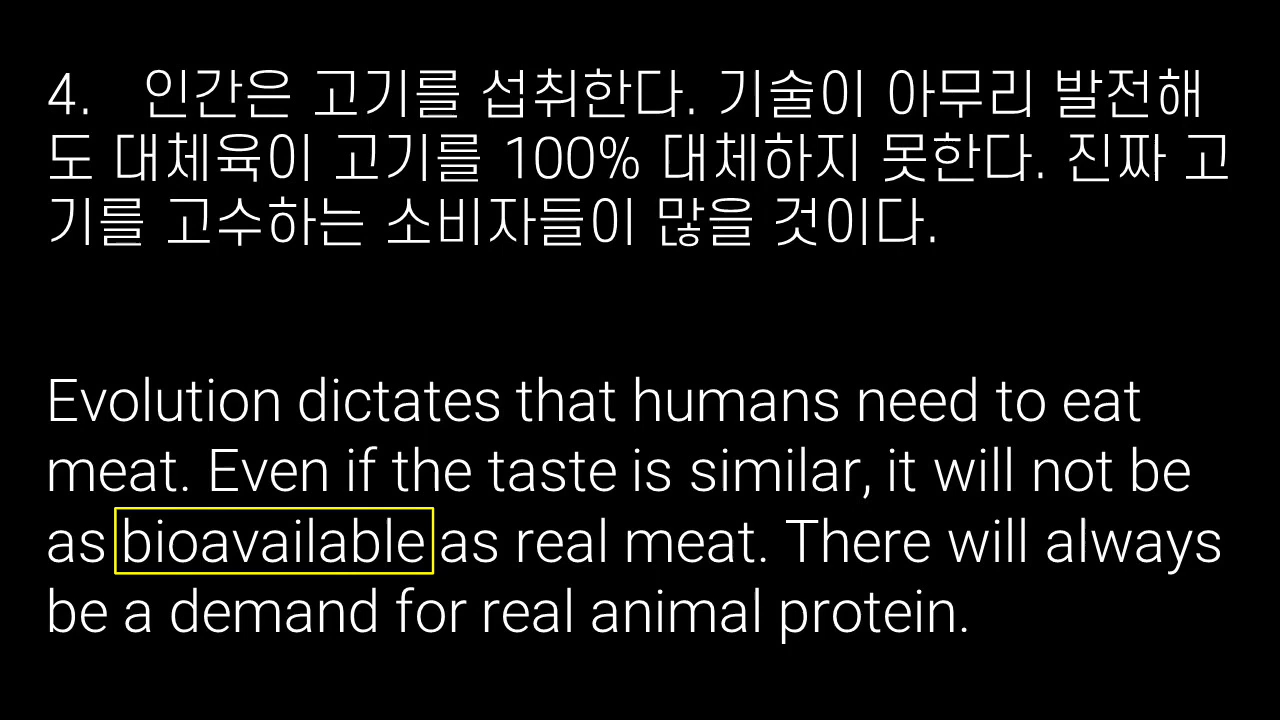 4. 인간은 고기를 섭취한다. 기술이 아무리 발전해
도 대체육이 고기를 100% 대체하지 못한다. 진짜 고
기를 고수하는 소비자들이 많을 것이다.
Evolution dictates that humans need to eat
meat. Even if the taste is similar, it will not be
as bioavailable as real meat. There will always
be a demand for real animal protein.